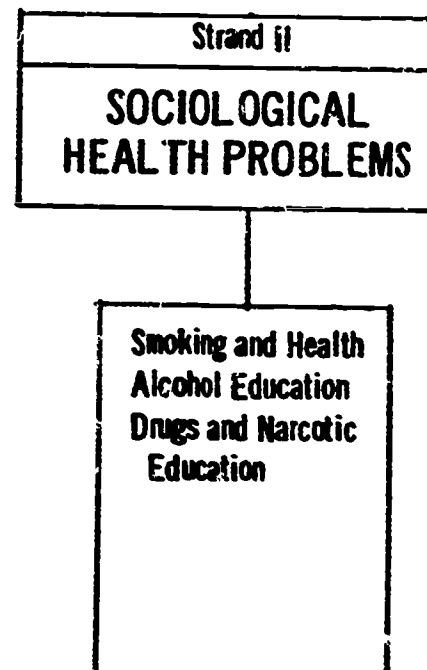 Strand II
SOCIOLOGICAL
HEALTH PROBLEMS
Smoking and Health
Alcohol Education
Drugs and Narcotic
Education